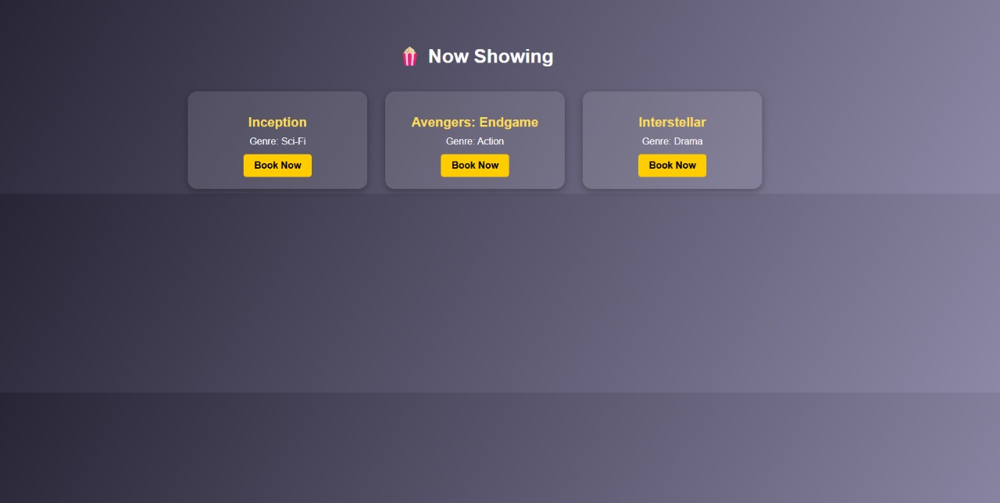 🍿 Now Showing
Inception
Genre: Sci-Fi
Book Now
Avengers: Endgame
Genre: Action
Book Now
Interstellar
Genre: Drama
Book Now